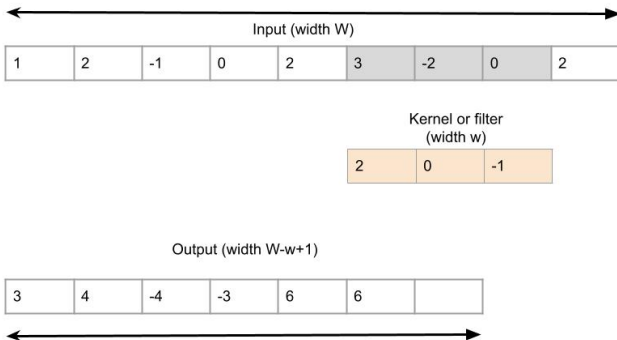 Input (width W)
1 2 -1 0 2 3 -2 0 2
Kernel or filter
(width w)
2 0 -1
Output (width W-w+1)
3 4 -4 -3 6 6